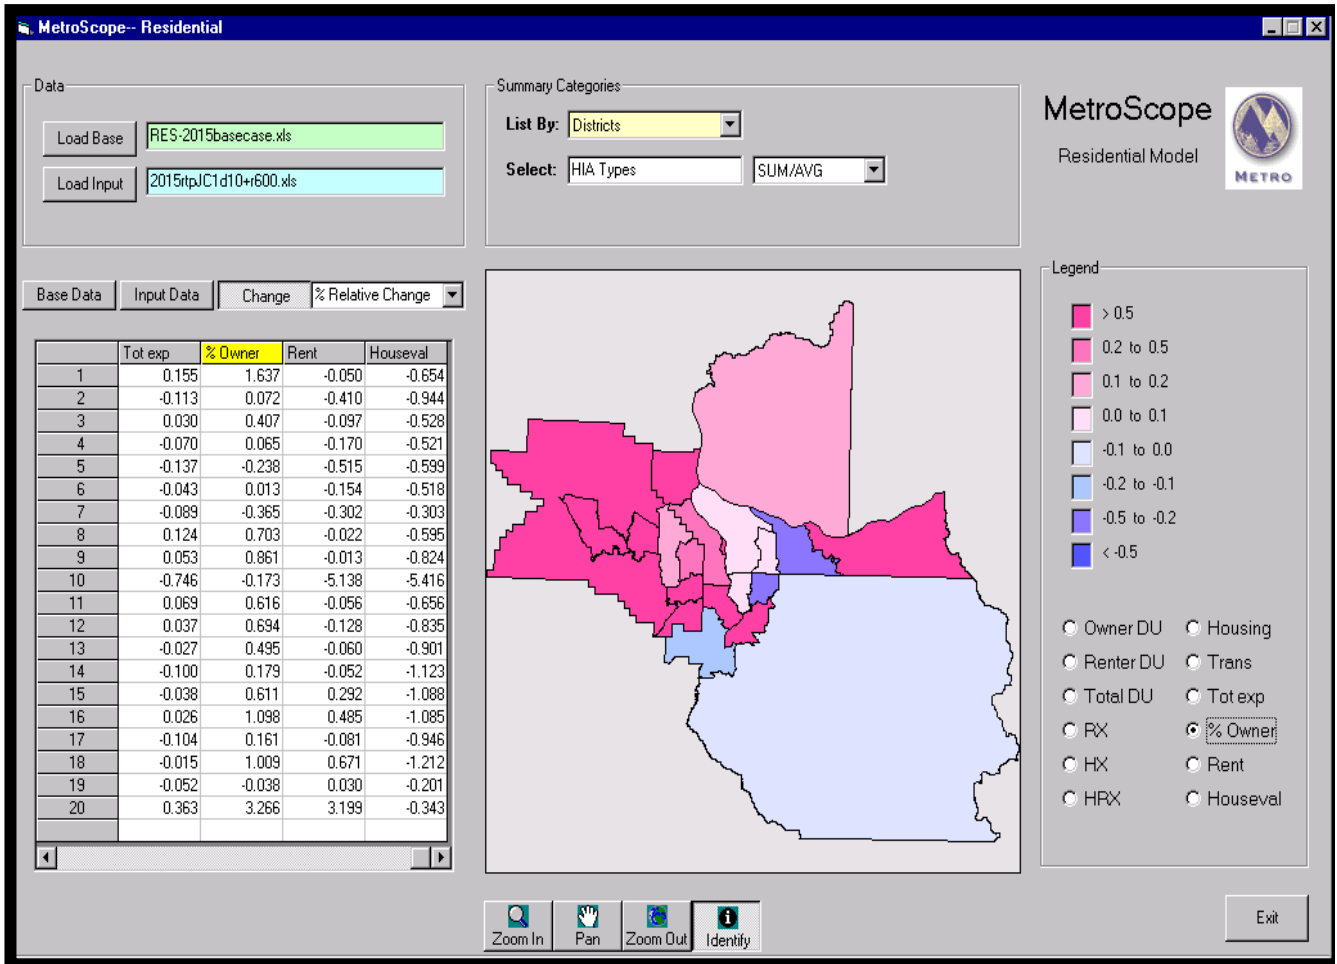 MetroScope-- Residential
Data
Load Base RES-2015basecase.xls
Load Input 2015rtpJC1d10+r600.xls
Summary Categories
List By: Districts
Select: HIA Types SUM/AVG
MetroScope
Residential Model
METRO
Base Data Input Data Change % Relative Change
Tot exp % Owner Rent Houseval
1 0.155 1.637 -0.050 -0.654
2 -0.113 0.072 -0.410 -0.944
3 0.030 0.407 -0.097 -0.528
4 -0.070 0.065 -0.170 -0.521
5 -0.137 -0.238 -0.515 -0.599
6 -0.043 0.013 -0.154 -0.518
7 -0.089 -0.365 -0.302 -0.303
8 0.124 0.703 -0.022 -0.595
9 0.053 0.861 -0.013 -0.824
10 -0.746 -0.173 -5.138 -5.416
11 0.069 0.616 -0.056 -0.656
12 0.037 0.694 -0.128 -0.835
13 -0.027 0.495 -0.060 -0.901
14 -0.100 0.179 -0.052 -1.123
15 -0.038 0.611 0.292 -1.088
16 0.026 1.098 0.485 -1.085
17 -0.104 0.161 -0.081 -0.946
18 -0.015 1.009 0.671 -1.212
19 -0.052 -0.038 0.030 -0.201
20 0.363 3.266 3.199 -0.343
Legend
> 0.5
0.2 to 0.5
0.1 to 0.2
0.0 to 0.1
-0.1 to 0.0
-0.2 to -0.1
-0.5 to -0.2
< -0.5
Owner DU Housing
Renter DU Trans
Total DU Tot exp
RX % Owner
HX Rent
HRX Houseval
Zoom In Pan Zoom Out Identify
Exit